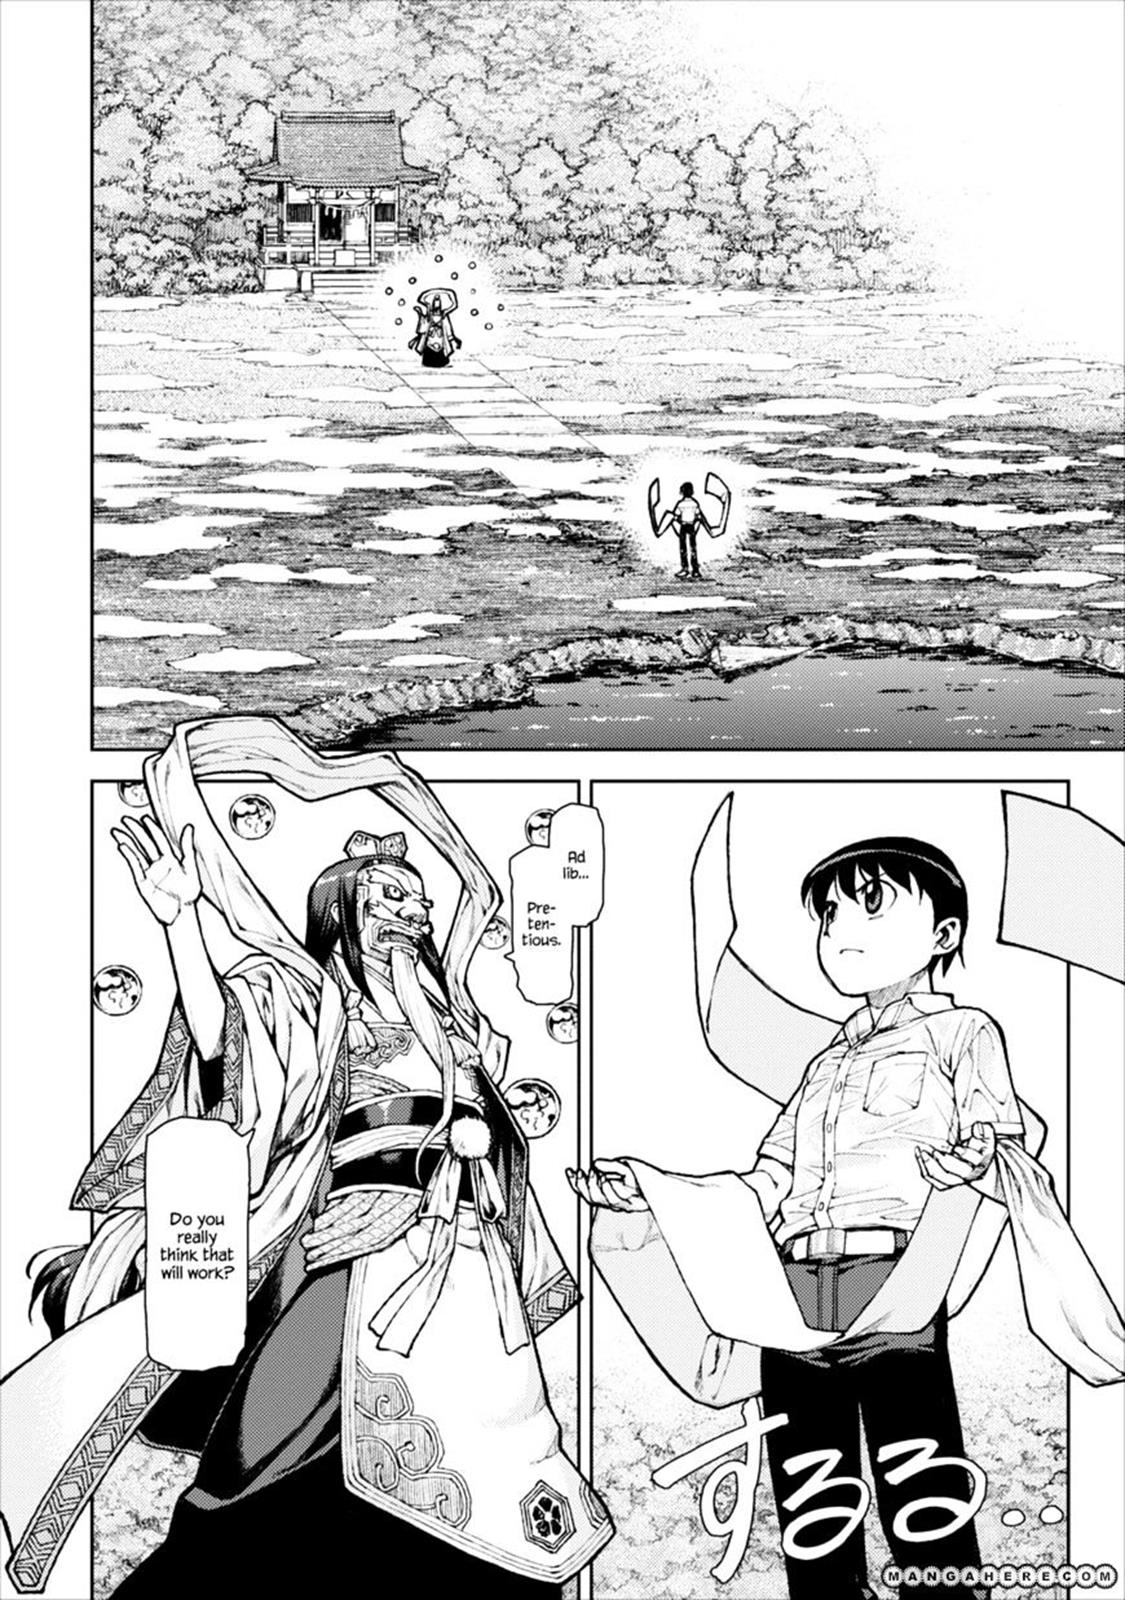 するる・・
Ad
lib...
Pre-
ten-
tious.
Do you
really
think that
will work?
MANGAHERE.COM